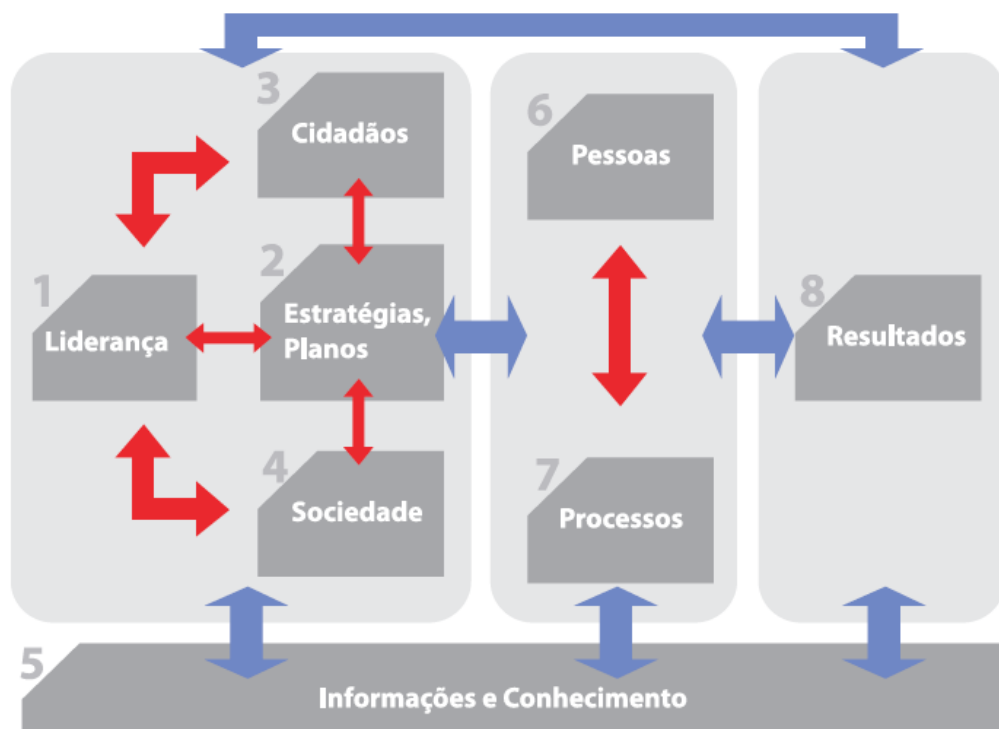 1
Liderança
2
Estratégias,
Planos
3
Cidadãos
4
Sociedade
5
Informações e Conhecimento
6
Pessoas
7
Processos
8
Resultados